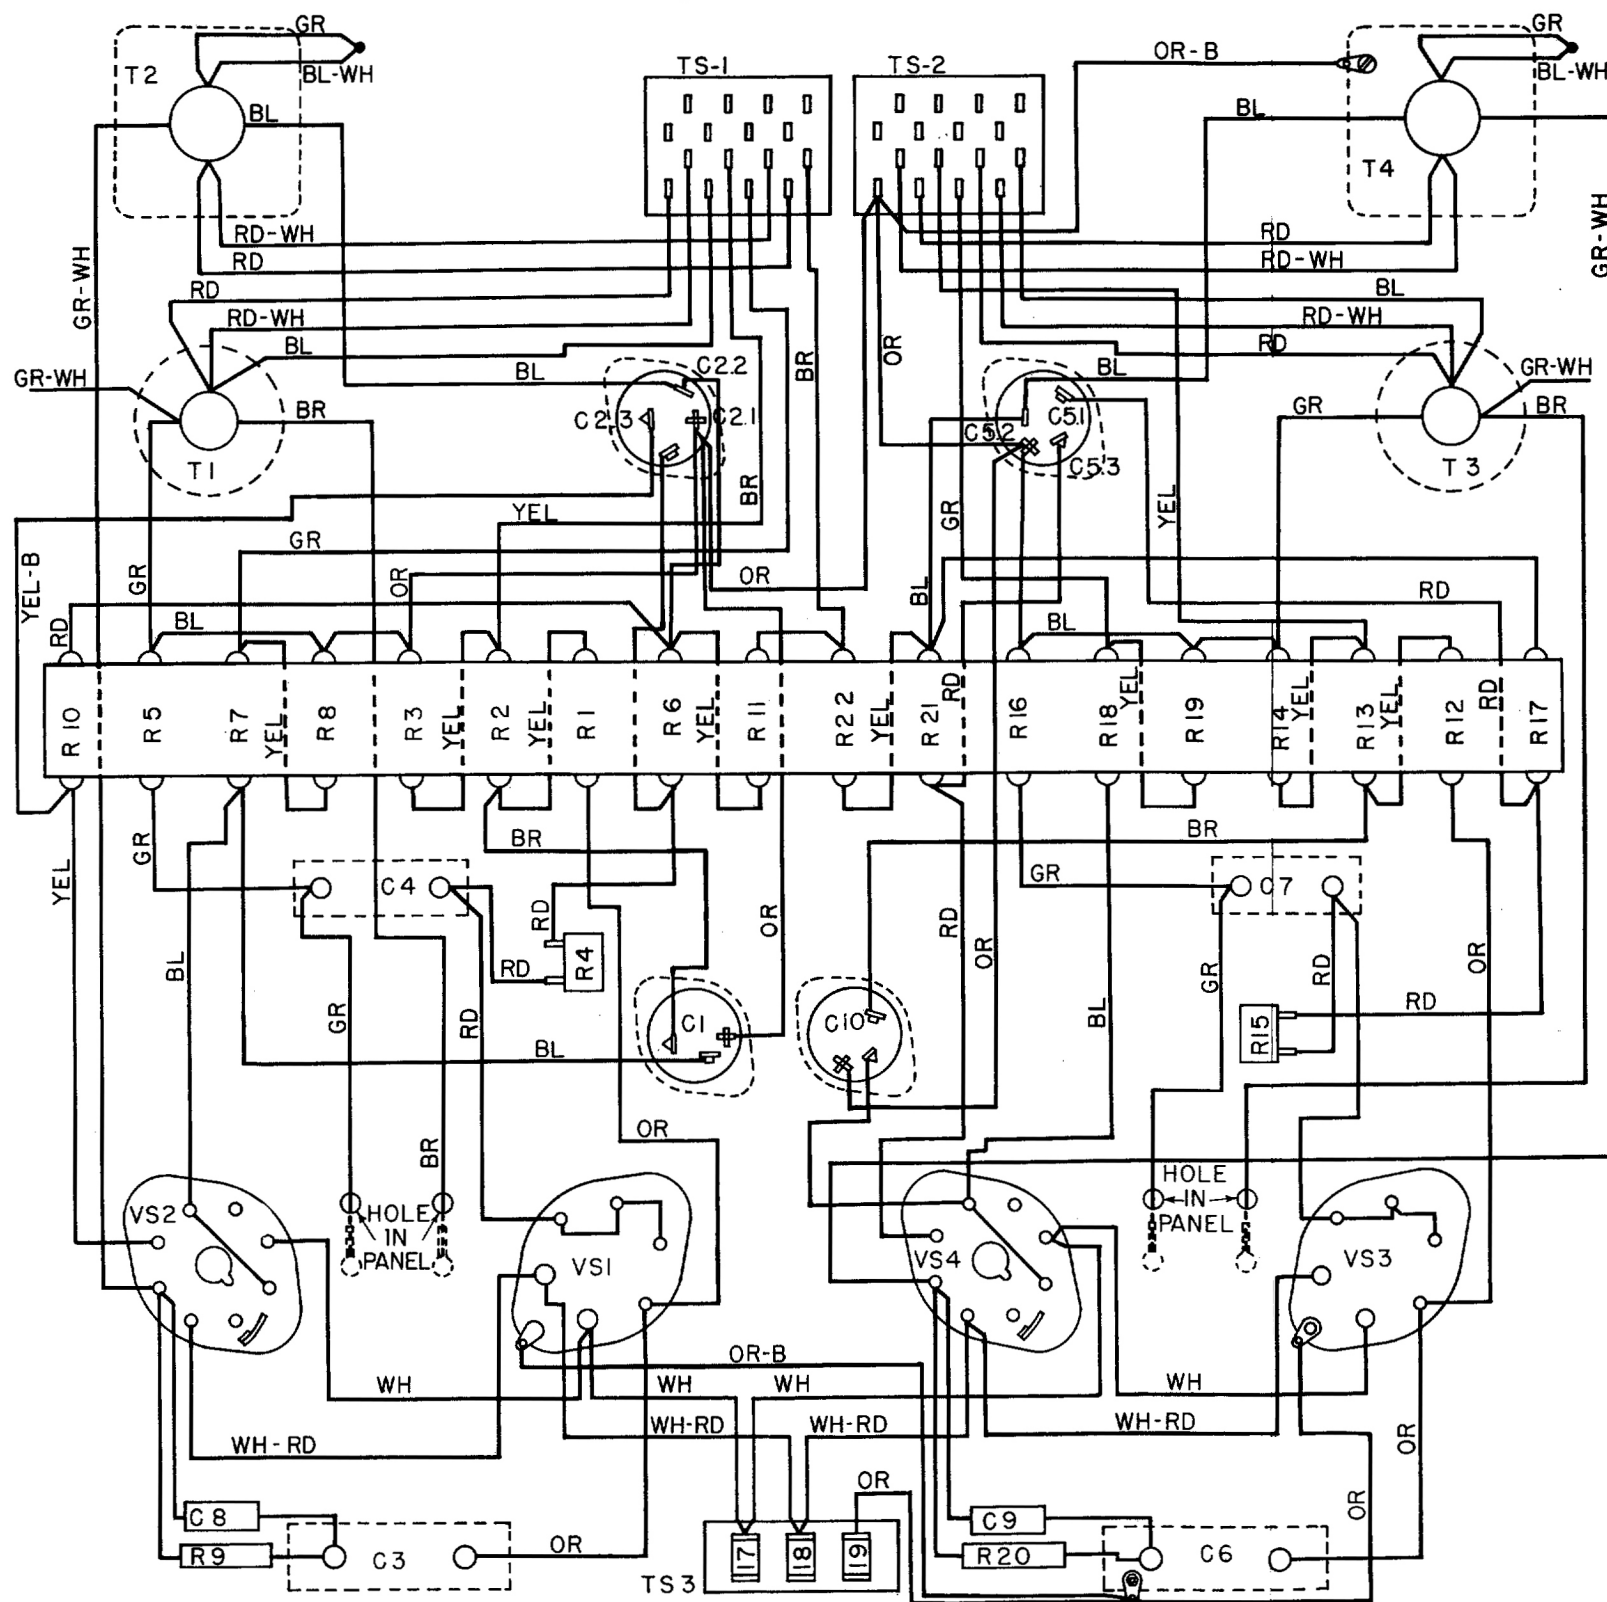 GR
T2
BL-WH
BL
TS-1
TS-2
OR-B
GR
BL-WH
BL
T4
GR-WH
RD-WH
RD
RD
RD-WH
GR-WH
RD
RD-WH
BL
BL
RD-WH
RD
GR-WH
BL
BR
BL
C2.2
C2.3
C2.1
OR
BL
C5.1
C5.2
C5.3
GR
GR-WH
BR
BR
T1
T3
BR
YEL
GR
YEL
GR
YEL-B
GR
OR
OR
BL
RD
RD
BL
BL
R10
R5
R7
YEL
R8
R3
YEL
R2
YEL
R1
R6
YEL
R11
R22
YEL
R21
RD
R16
R18
YEL
R19
R14
YEL
R13
YEL
R12
RD
R17
YEL
GR
BR
BR
C4
GR
C7
BL
RD
RD
R4
OR
RD
OR
GR
RD
OR
GR
RD
C1
C10
BL
R15
RD
BL
BR
OR
VS2
HOLE
IN
PANEL
VS1
VS4
HOLE
IN
PANEL
VS3
OR-B
WH
WH
WH
WH
WH-RD
WH-RD
WH-RD
WH-RD
OR
OR
OR
C8
R9
C3
OR
TS3
17
18
19
C9
R20
C6